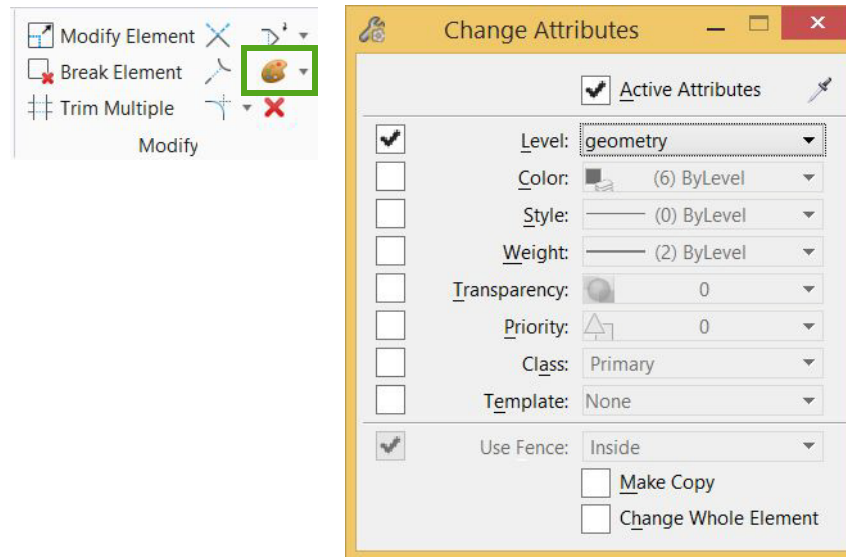 Modify Element
Break Element
Trim Multiple
Modify
Change Attributes
Active Attributes
Level: geometry
Color: (6) ByLevel
Style: (0) ByLevel
Weight: (2) ByLevel
Transparency: 0
Priority: 0
Class: Primary
Template: None
Use Fence: Inside
Make Copy
Change Whole Element